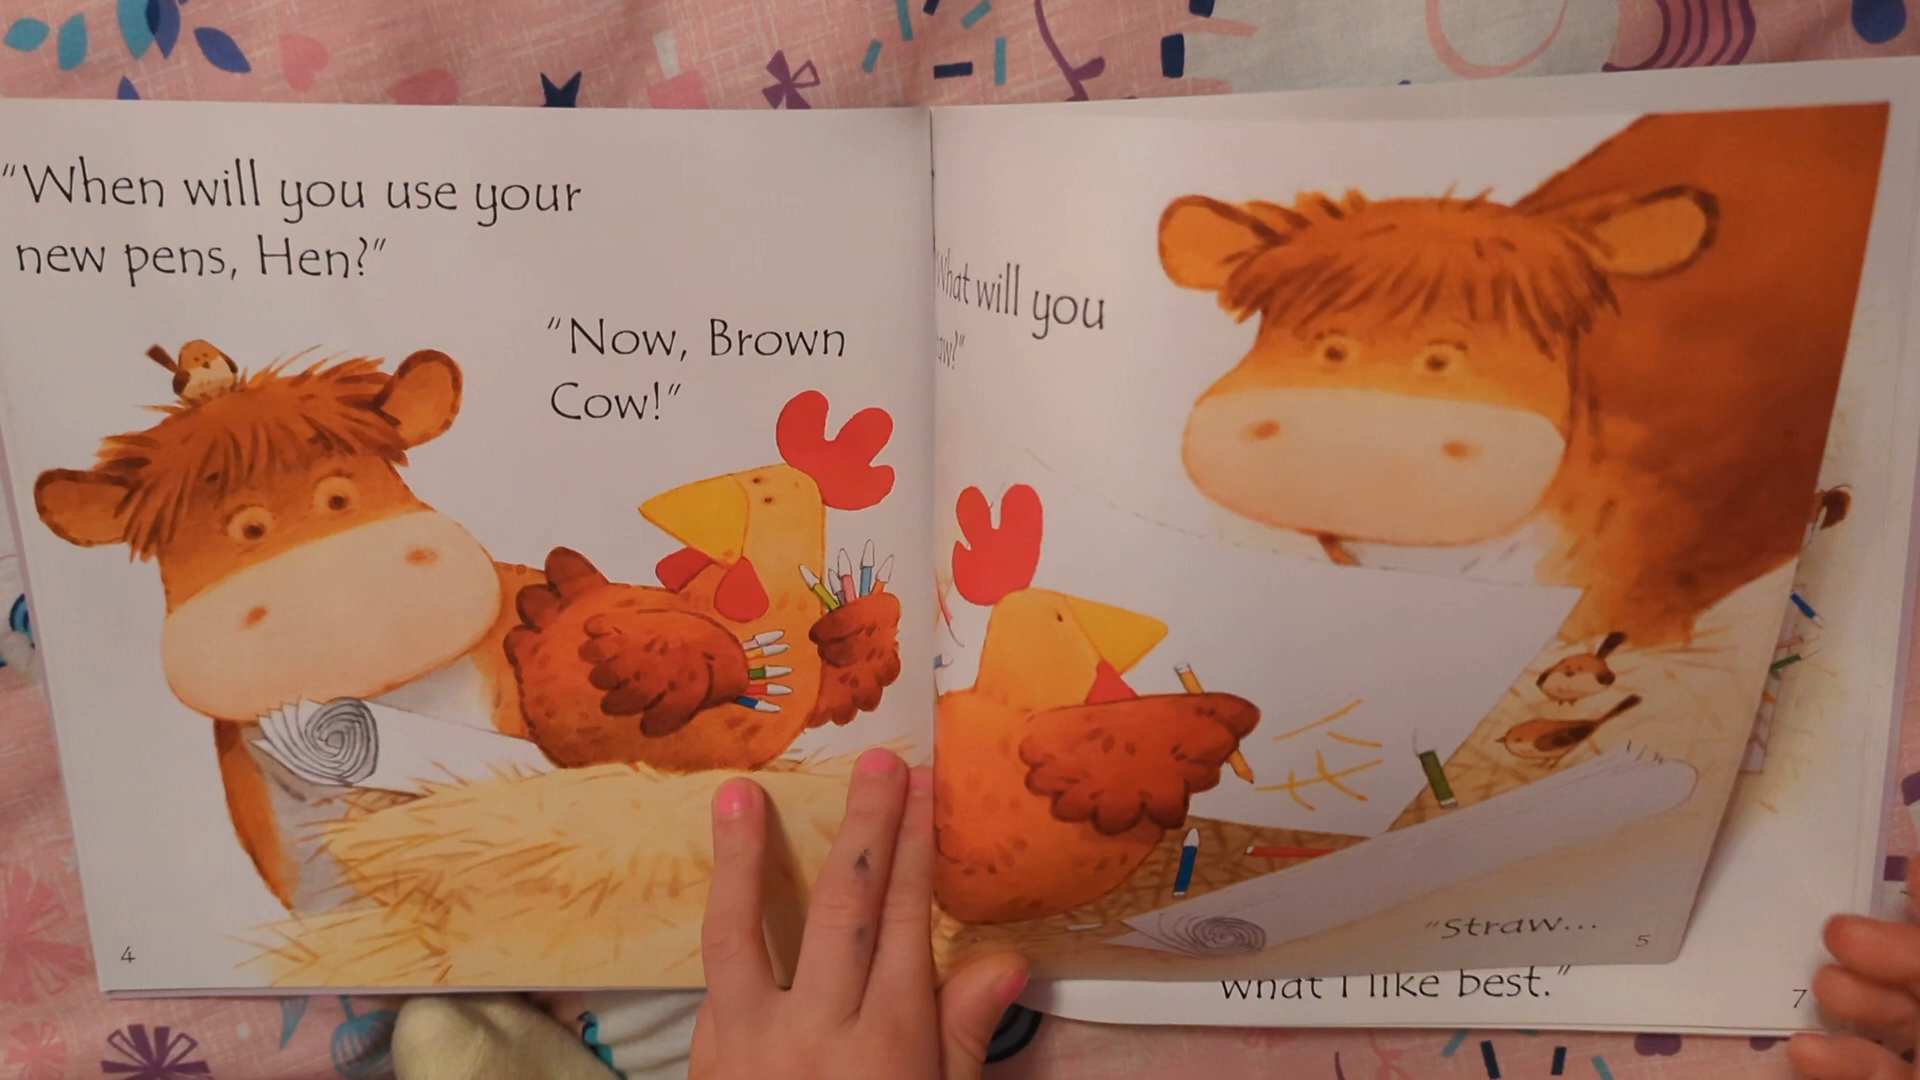 "When will you use your
new pens, Hen?"
"Now, Brown
Cow!"
4
What will you
"Straw...
5
what I like best."
7